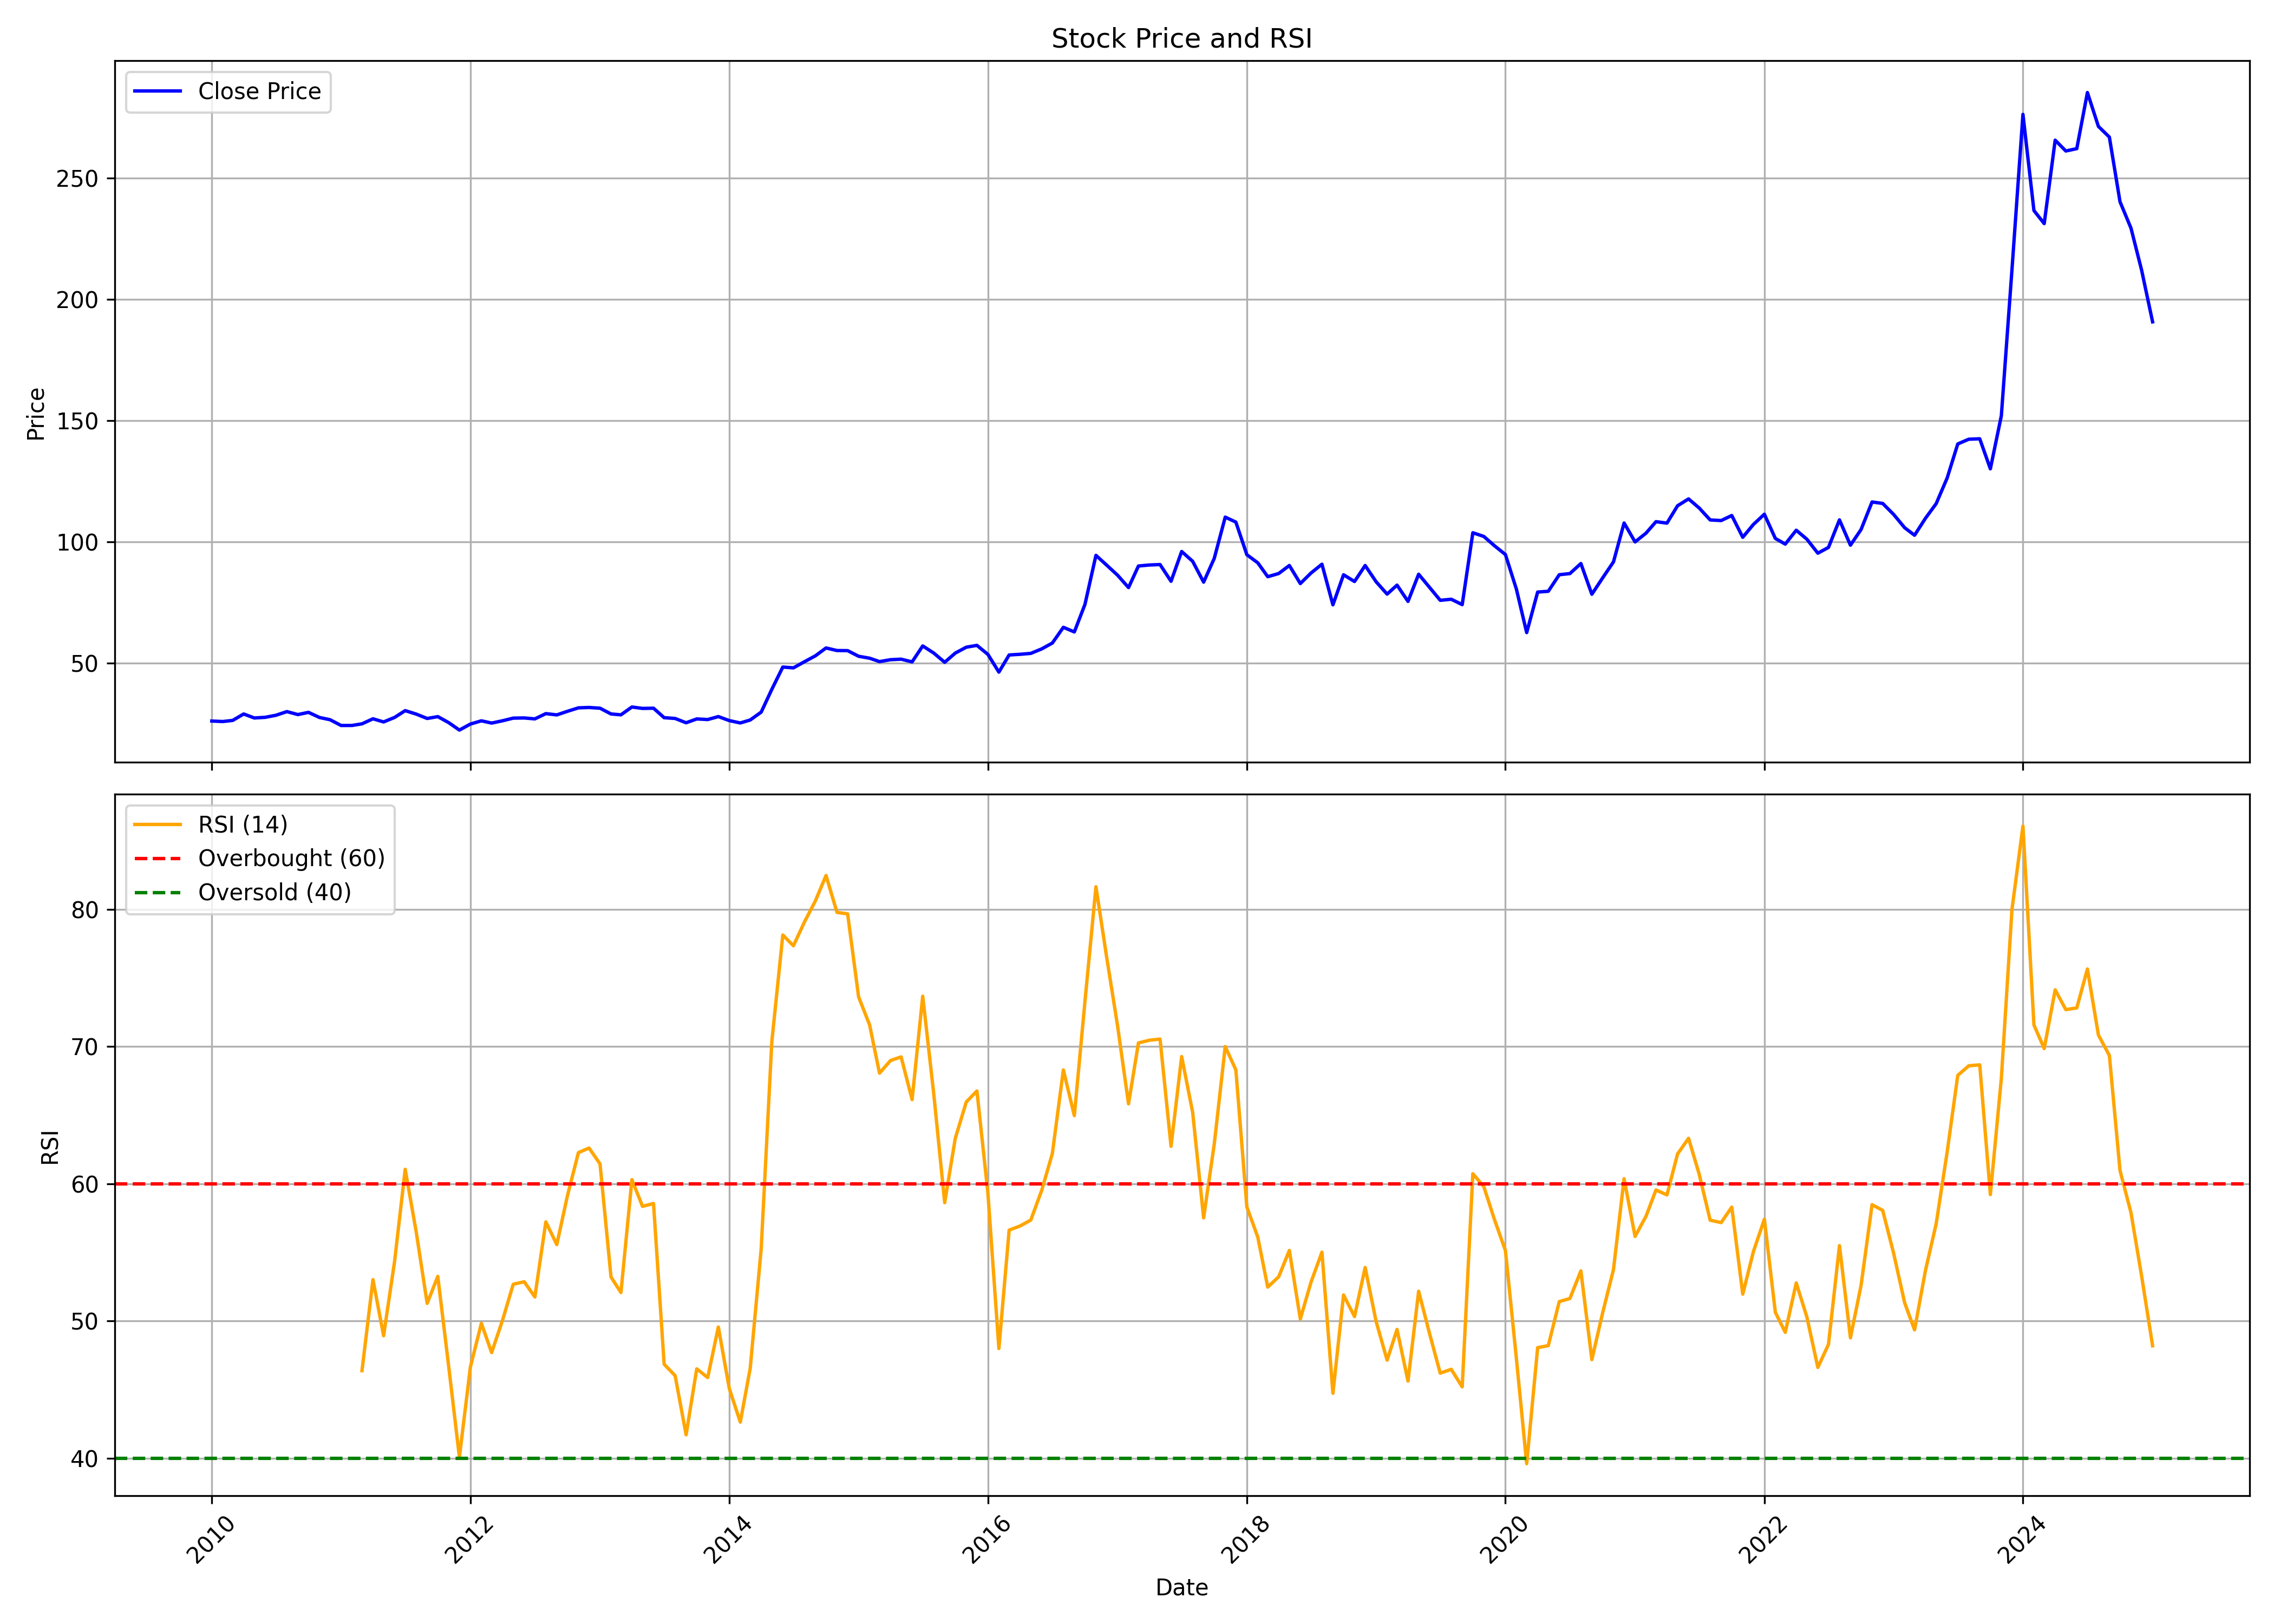 Stock Price and RSI
Close Price
250
200
150
100
50
Price
RSI (14)
Overbought (60)
Oversold (40)
80
70
60
50
40
RSI
2010
2012
2014
2016
2018
2020
2022
2024
Date